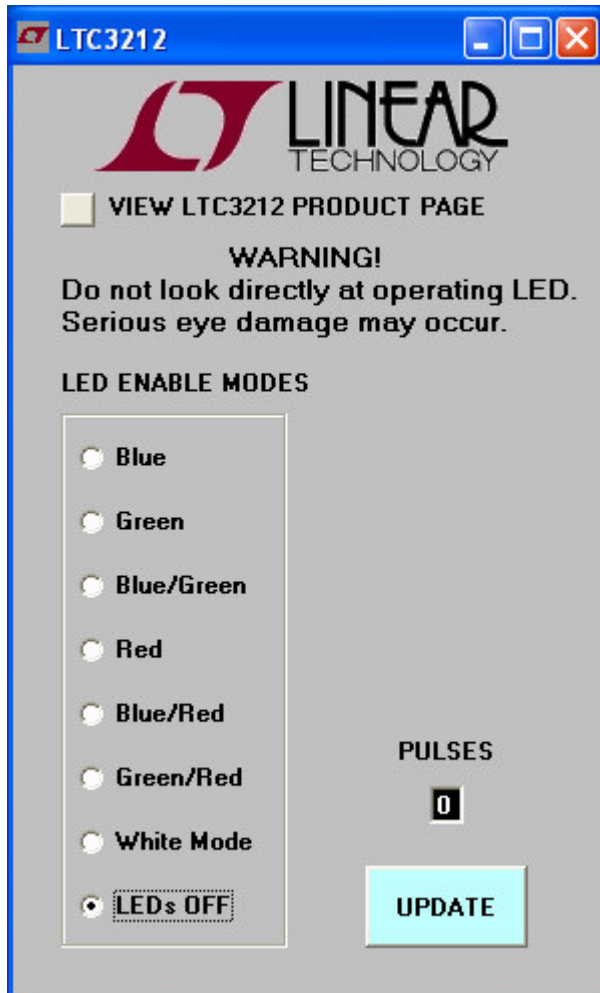 LTC3212
LINEAR
TECHNOLOGY
VIEW LTC3212 PRODUCT PAGE
WARNING!
Do not look directly at operating LED.
Serious eye damage may occur.
LED ENABLE MODES
Blue
Green
Blue/Green
Red
Blue/Red
Green/Red
White Mode
LEDs OFF
PULSES
0
UPDATE